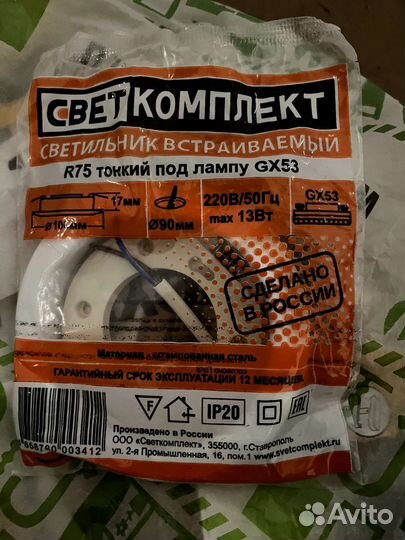 СВЕТКОМПЛЕКТ
СВЕТИЛЬНИК ВСТРАИВАЕМЫЙ
R75 тонкий под лампу GX53
17мм
Ø90мм
220В/50Гц
max 13Вт
GX53
СДЕЛАНО
В РОССИИ
Материал: штампованная сталь
ГАРАНТИЙНЫЙ СРОК ЭКСПЛУАТАЦИИ 12 МЕСЯЦЕВ
F
IP20
EAC
Произведено в России
ООО «Светкомплект», 355000, г.Ставрополь
ул. 2-я Промышленная, 16, пом.1 www.svetcomplekt.ru
Avito